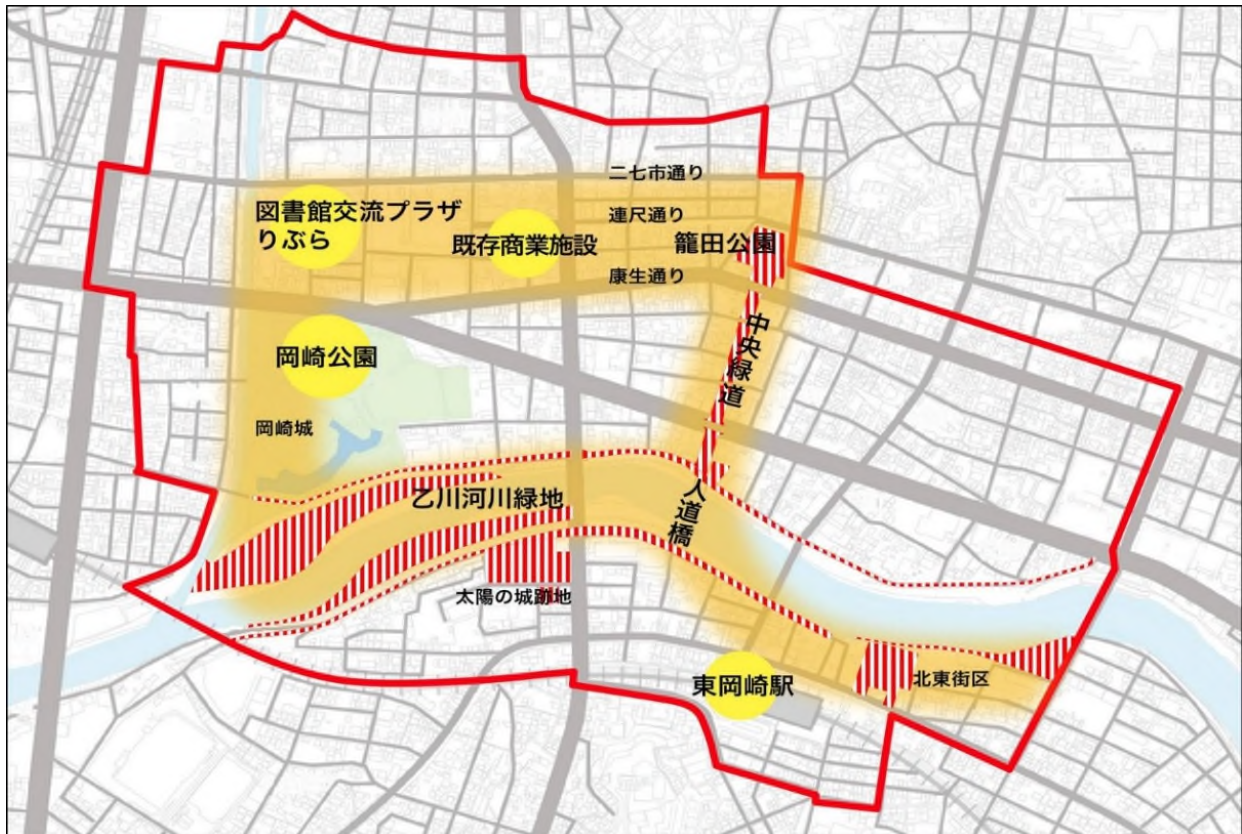 二七市通り
図書館交流プラザ
りぶら
連尺通り
既存商業施設
籠田公園
康生通り
中央緑道
岡崎公園
岡崎城
乙川河川緑地
人道橋
太陽の城跡地
東岡崎駅
北東街区